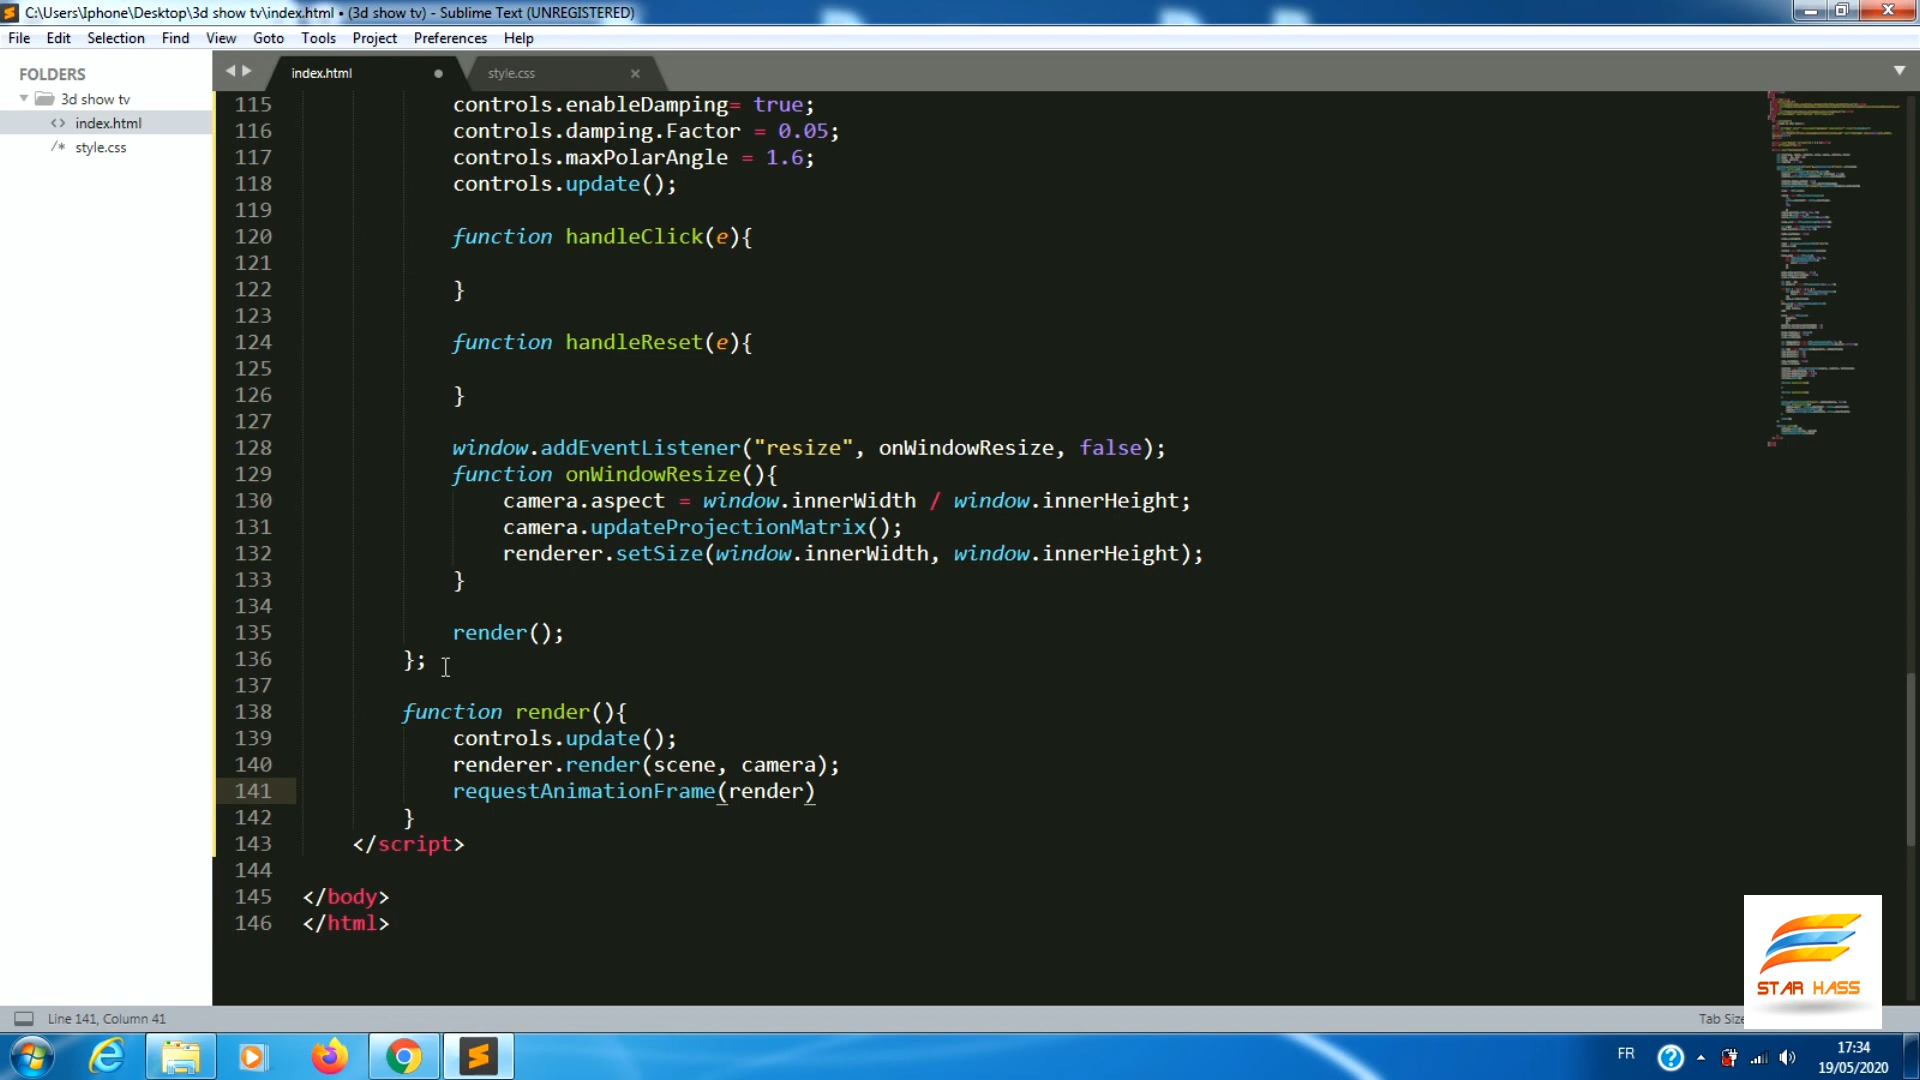 C:\Users\Iphone\Desktop\3d show tv\index.html • (3d show tv) - Sublime Text (UNREGISTERED)
File Edit Selection Find View Goto Tools Project Preferences Help
FOLDERS
3d show tv
index.html
style.css
index.html
style.css
115 controls.enableDamping= true;
116 controls.damping.Factor = 0.05;
117 controls.maxPolarAngle = 1.6;
118 controls.update();
119
120 function handleClick(e){
121
122 }
123
124 function handleReset(e){
125
126 }
127
128 window.addEventListener("resize", onWindowResize, false);
129 function onWindowResize(){
130 camera.aspect = window.innerWidth / window.innerHeight;
131 camera.updateProjectionMatrix();
132 renderer.setSize(window.innerWidth, window.innerHeight);
133 }
134
135 render();
136 };
137
138 function render(){
139 controls.update();
140 renderer.render(scene, camera);
141 requestAnimationFrame(render)
142 }
143 </script>
144
145 </body>
146 </html>
STAR HASS
Line 141, Column 41
Tab Size
FR
17:34
19/05/2020